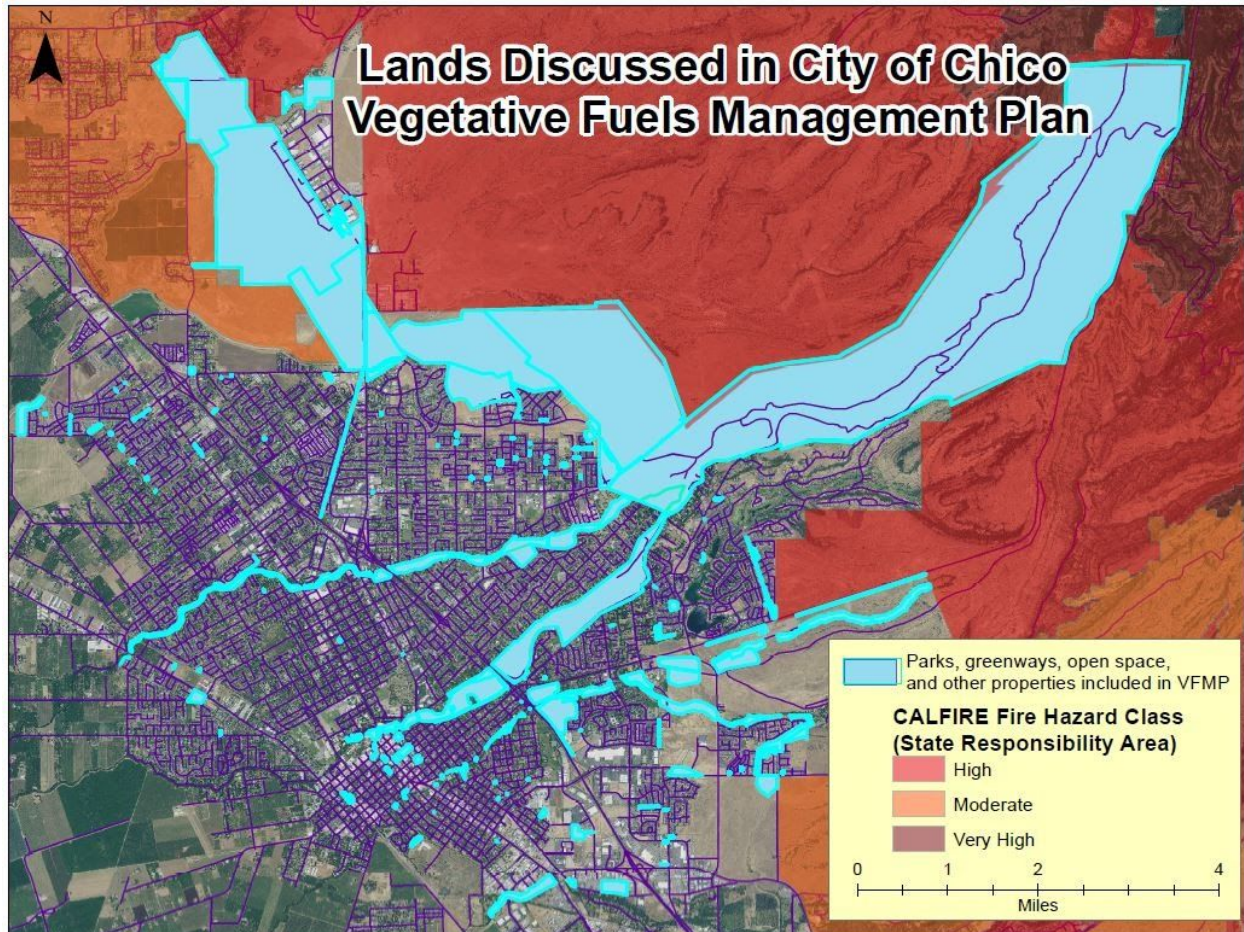 N
Lands Discussed in City of Chico
Vegetative Fuels Management Plan
Parks, greenways, open space,
and other properties included in VFMP
CALFIRE Fire Hazard Class
(State Responsibility Area)
High
Moderate
Very High
0 2 4
Miles